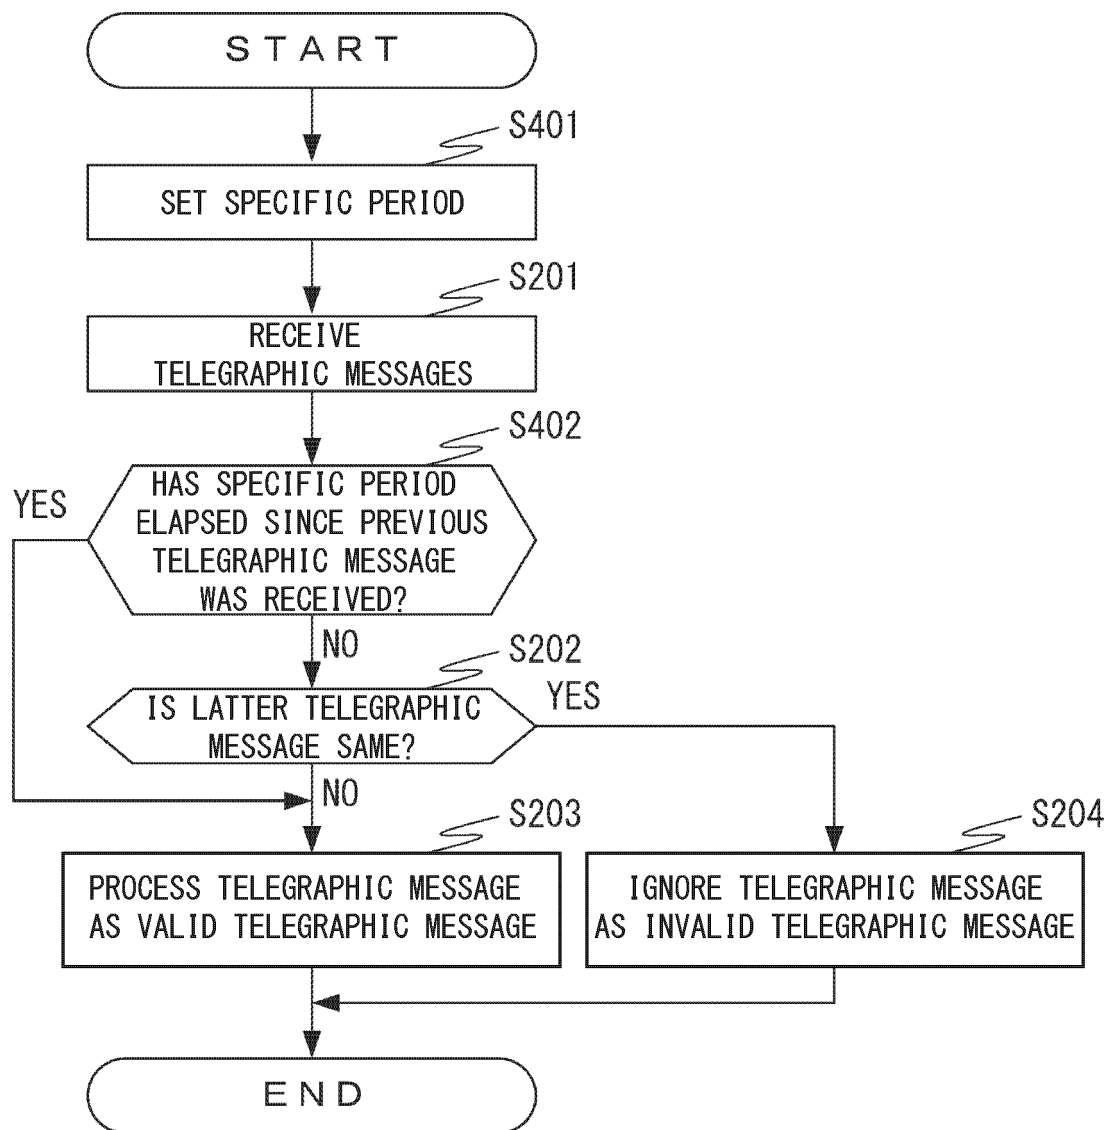 START
S401
SET SPECIFIC PERIOD
S201
RECEIVE
TELEGRAPHIC MESSAGES
S402
HAS SPECIFIC PERIOD
ELAPSED SINCE PREVIOUS
TELEGRAPHIC MESSAGE
WAS RECEIVED?
YES
NO
S202
IS LATTER TELEGRAPHIC
MESSAGE SAME?
YES
NO
S203
PROCESS TELEGRAPHIC MESSAGE
AS VALID TELEGRAPHIC MESSAGE
S204
IGNORE TELEGRAPHIC MESSAGE
AS INVALID TELEGRAPHIC MESSAGE
END